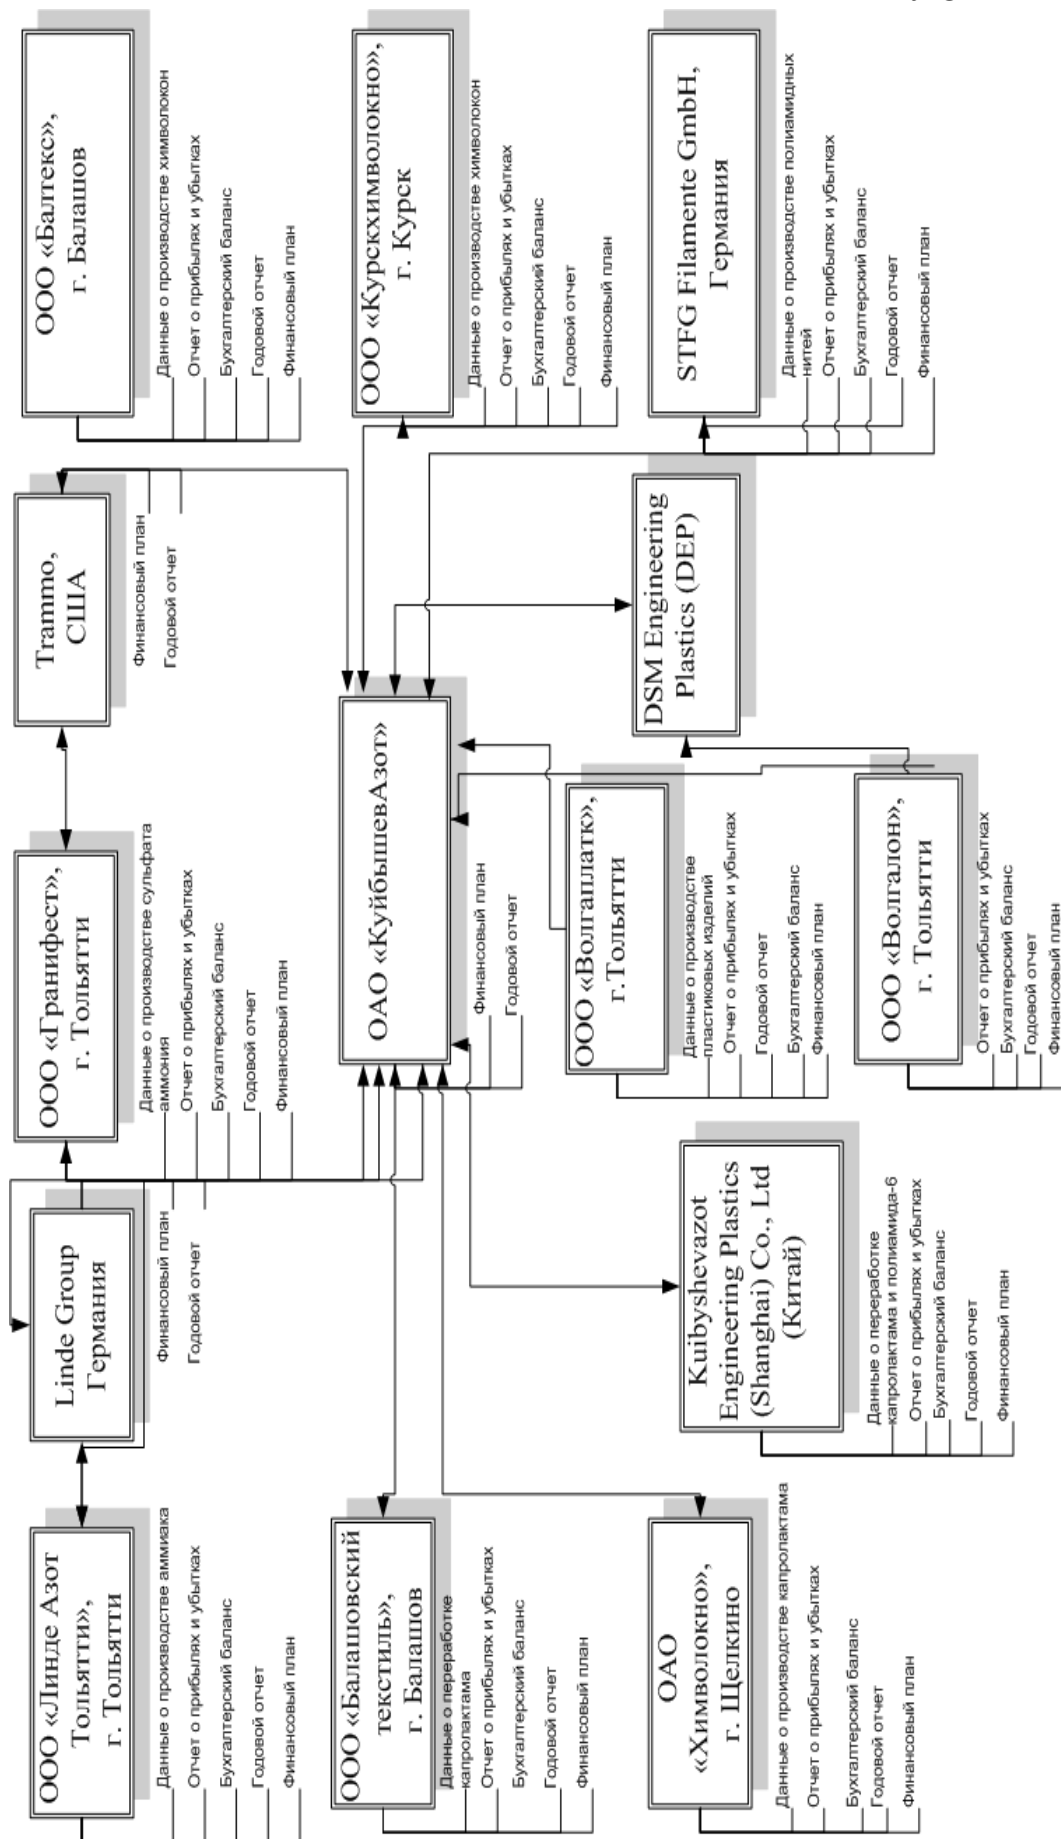 ООО «Линде Азот
Тольятти»,
г. Тольятти
Данные о производстве аммиака
Отчет о прибылях и убытках
Бухгалтерский баланс
Годовой отчет
Финансовый план
Linde Group
Германия
Финансовый план
Годовой отчет
ООО «Гранифест»,
г. Тольятти
Данные о производстве сульфата
аммония
Отчет о прибылях и убытках
Бухгалтерский баланс
Годовой отчет
Финансовый план
Trammo,
США
Финансовый план
Годовой отчет
ООО «Балтекс»,
г. Балашов
Данные о производстве химволокон
Отчет о прибылях и убытках
Бухгалтерский баланс
Годовой отчет
Финансовый план
ООО «Балашовский
текстиль»,
г. Балашов
Данные о переработке
капролактама
Отчет о прибылях и убытках
Бухгалтерский баланс
Годовой отчет
Финансовый план
ОАО «КуйбышевАзот»
Финансовый план
Годовой отчет
ООО «Курскхимволокно»,
г. Курск
Данные о производстве химволокон
Отчет о прибылях и убытках
Бухгалтерский баланс
Годовой отчет
Финансовый план
ОАО
«Химволокно»,
г. Щелкино
Данные о производстве капролактама
Отчет о прибылях и убытках
Бухгалтерский баланс
Годовой отчет
Финансовый план
Kuibyshevazot
Engineering Plastics
(Shanghai) Co., Ltd
(Китай)
Данные о переработке
капролактама и полиамида-6
Отчет о прибылях и убытках
Бухгалтерский баланс
Годовой отчет
Финансовый план
ООО «Волгаплатк»,
г.Тольятти
Данные о производстве
пластиковых изделий
Отчет о прибылях и убытках
Годовой отчет
Бухгалтерский баланс
Финансовый план
DSM Engineering
Plastics (DEP)
STFG Filamente GmbH,
Германия
Данные о производстве полиамидных
нитей
Отчет о прибылях и убытках
Бухгалтерский баланс
Годовой отчет
Финансовый план
ООО «Волгалон»,
г. Тольятти
Отчет о прибылях и убытках
Бухгалтерский баланс
Годовой отчет
Финансовый план